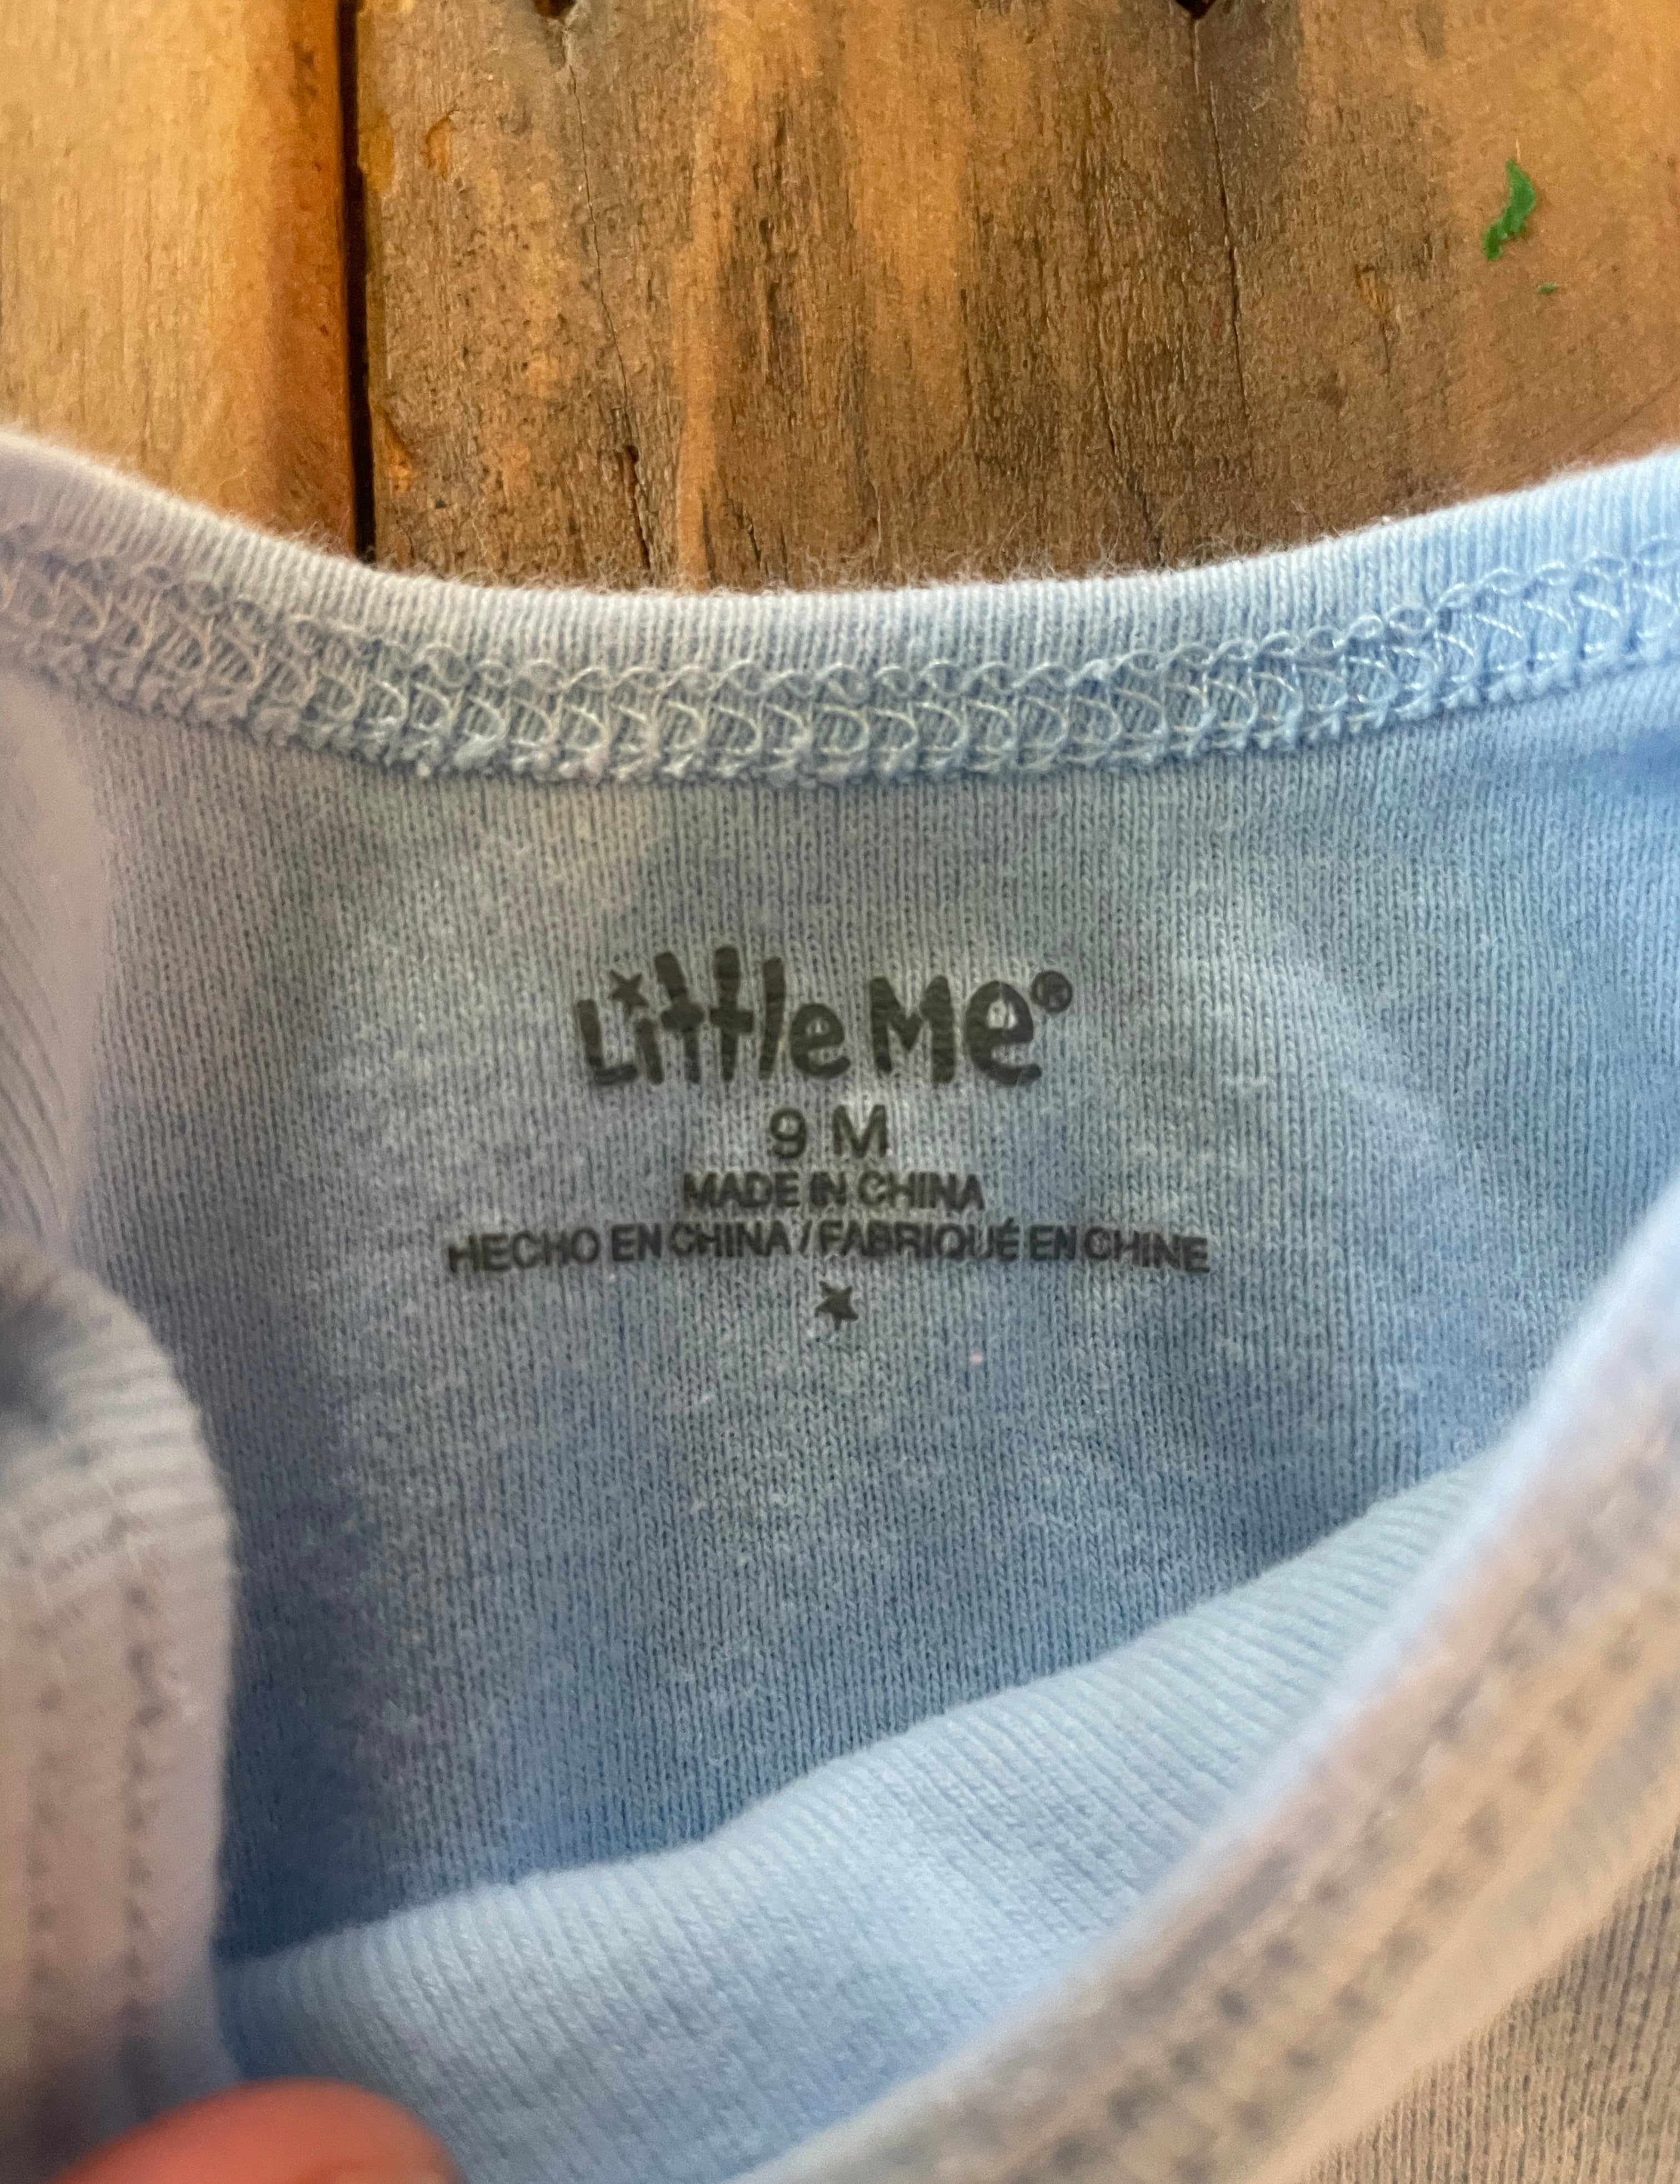 Little Me®
9 M
MADE IN CHINA
HECHO EN CHINA / FABRIQUÉ EN CHINE